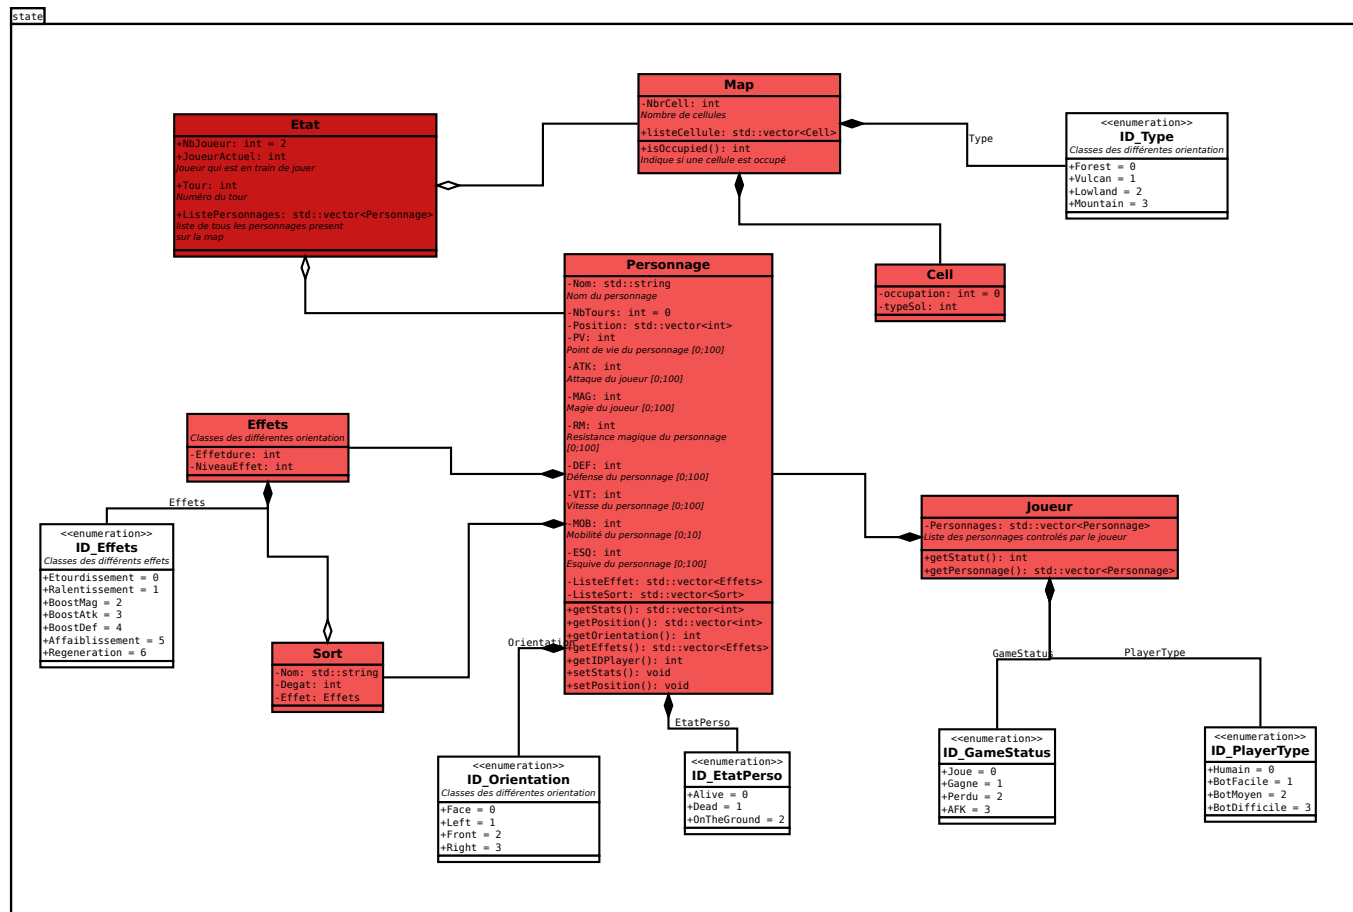 state
Map
-NbrCell: int
Nombre de cellules
+listeCellule: std::vector<Cell>
+isOccupied(): int
Indique si une cellule est occupé
Etat
+NbJoueur: int = 2
+JoueurActuel: int
Joueur qui est en train de jouer
+Tour: int
Numéro du tour
+ListePersonnages: std::vector<Personnage>
liste de tous les personnages present
sur la map
Type
<<enumeration>>
ID_Type
Classes des différentes orientation
+Forest = 0
+Vulcan = 1
+Lowland = 2
+Mountain = 3
Cell
-occupation: int = 0
-typeSol: int
Personnage
-Nom: std::string
Nom du personnage
-NbTours: int = 0
-Position: std::vector<int>
-PV: int
Point de vie du personnage [0;100]
-ATK: int
Attaque du joueur [0;100]
-MAG: int
Magie du joueur [0;100]
-RM: int
Resistance magique du personnage
[0;100]
-DEF: int
Défense du personnage [0;100]
-VIT: int
Vitesse du personnage [0;100]
-MOB: int
Mobilité du personnage [0;10]
-ESQ: int
Esquive du personnage [0;100]
-ListeEffet: std::vector<Effets>
-ListeSort: std::vector<Sort>
+getStats(): std::vector<int>
+getPosition(): std::vector<int>
+getOrientation(): int
+getEffets(): std::vector<Effets>
+getIDPlayer(): int
+setStats(): void
+setPosition(): void
Effets
Classes des différentes orientation
-Effetdure: int
-NiveauEffet: int
Effets
<<enumeration>>
ID_Effets
Classes des différents effets
+Etourdissement = 0
+Ralentissement = 1
+BoostMag = 2
+BoostAtk = 3
+BoostDef = 4
+Affaiblissement = 5
+Regeneration = 6
Sort
-Nom: std::string
-Degat: int
-Effet: Effets
Orientation
<<enumeration>>
ID_Orientation
Classes des différentes orientation
+Face = 0
+Left = 1
+Front = 2
+Right = 3
EtatPerso
<<enumeration>>
ID_EtatPerso
+Alive = 0
+Dead = 1
+OnTheGround = 2
Joueur
-Personnages: std::vector<Personnage>
Liste des personnages controlés par le joueur
+getStatut(): int
+getPersonnage(): std::vector<Personnage>
GameStatus
PlayerType
<<enumeration>>
ID_GameStatus
+Joue = 0
+Gagne = 1
+Perdu = 2
+AFK = 3
<<enumeration>>
ID_PlayerType
+Humain = 0
+BotFacile = 1
+BotMoyen = 2
+BotDifficile = 3